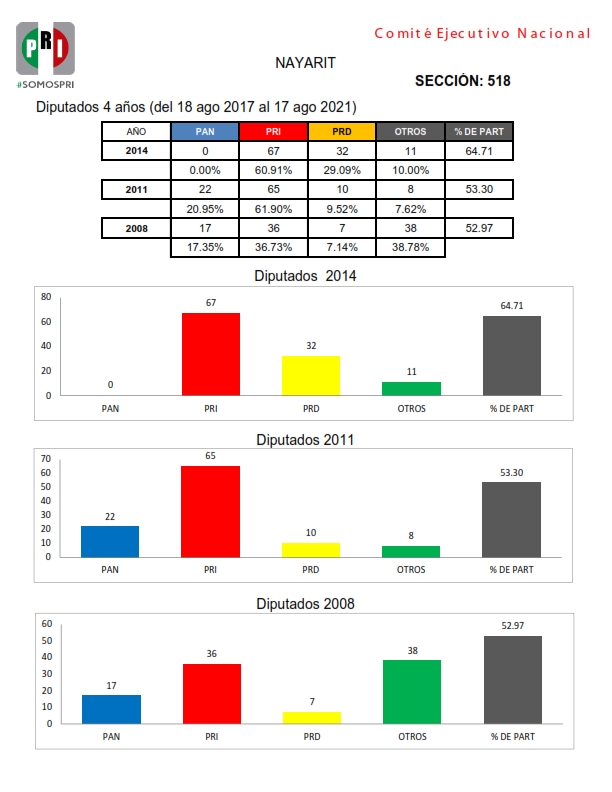 Comité Ejecutivo Nacional
PRI
#SOMOSPRI
NAYARIT
SECCIÓN: 518
Diputados 4 años (del 18 ago 2017 al 17 ago 2021)
AÑO PAN PRI PRD OTROS % DE PART
2014 0 67 32 11 64.71
0.00% 60.91% 29.09% 10.00%
2011 22 65 10 8 53.30
20.95% 61.90% 9.52% 7.62%
2008 17 36 7 38 52.97
17.35% 36.73% 7.14% 38.78%
Diputados 2014
80
60
40
20
0
0 67 32 11 64.71
PAN PRI PRD OTROS % DE PART
Diputados 2011
70
60
50
40
30
20
10
0
22 65 10 8 53.30
PAN PRI PRD OTROS % DE PART
Diputados 2008
60
50
40
30
20
10
0
17 36 7 38 52.97
PAN PRI PRD OTROS % DE PART